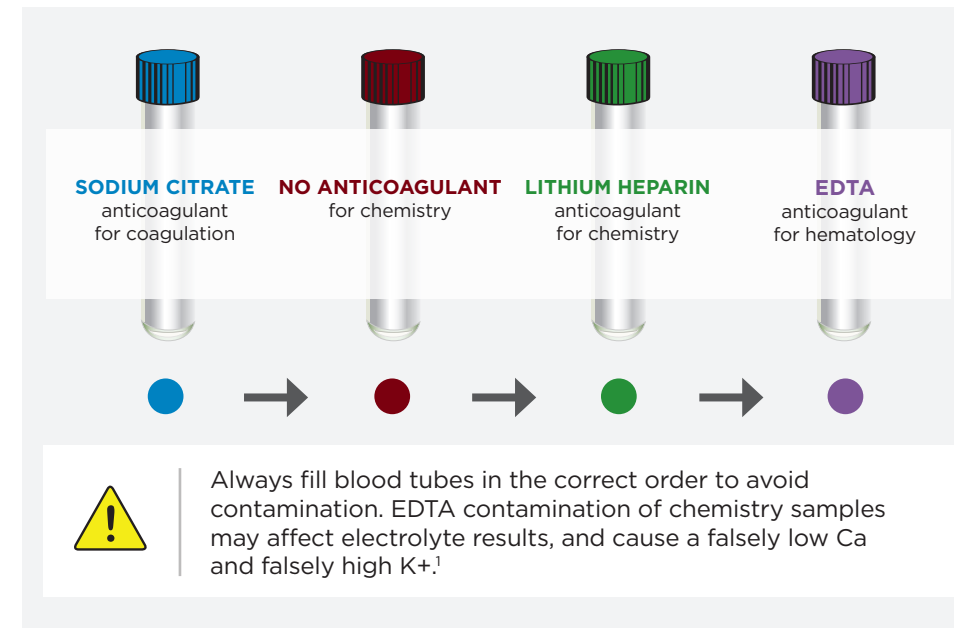 SODIUM CITRATE
anticoagulant
for coagulation
NO ANTICOAGULANT
for chemistry
LITHIUM HEPARIN
anticoagulant
for chemistry
EDTA
anticoagulant
for hematology
Always fill blood tubes in the correct order to avoid
contamination. EDTA contamination of chemistry samples
may affect electrolyte results, and cause a falsely low Ca
and falsely high K+.¹